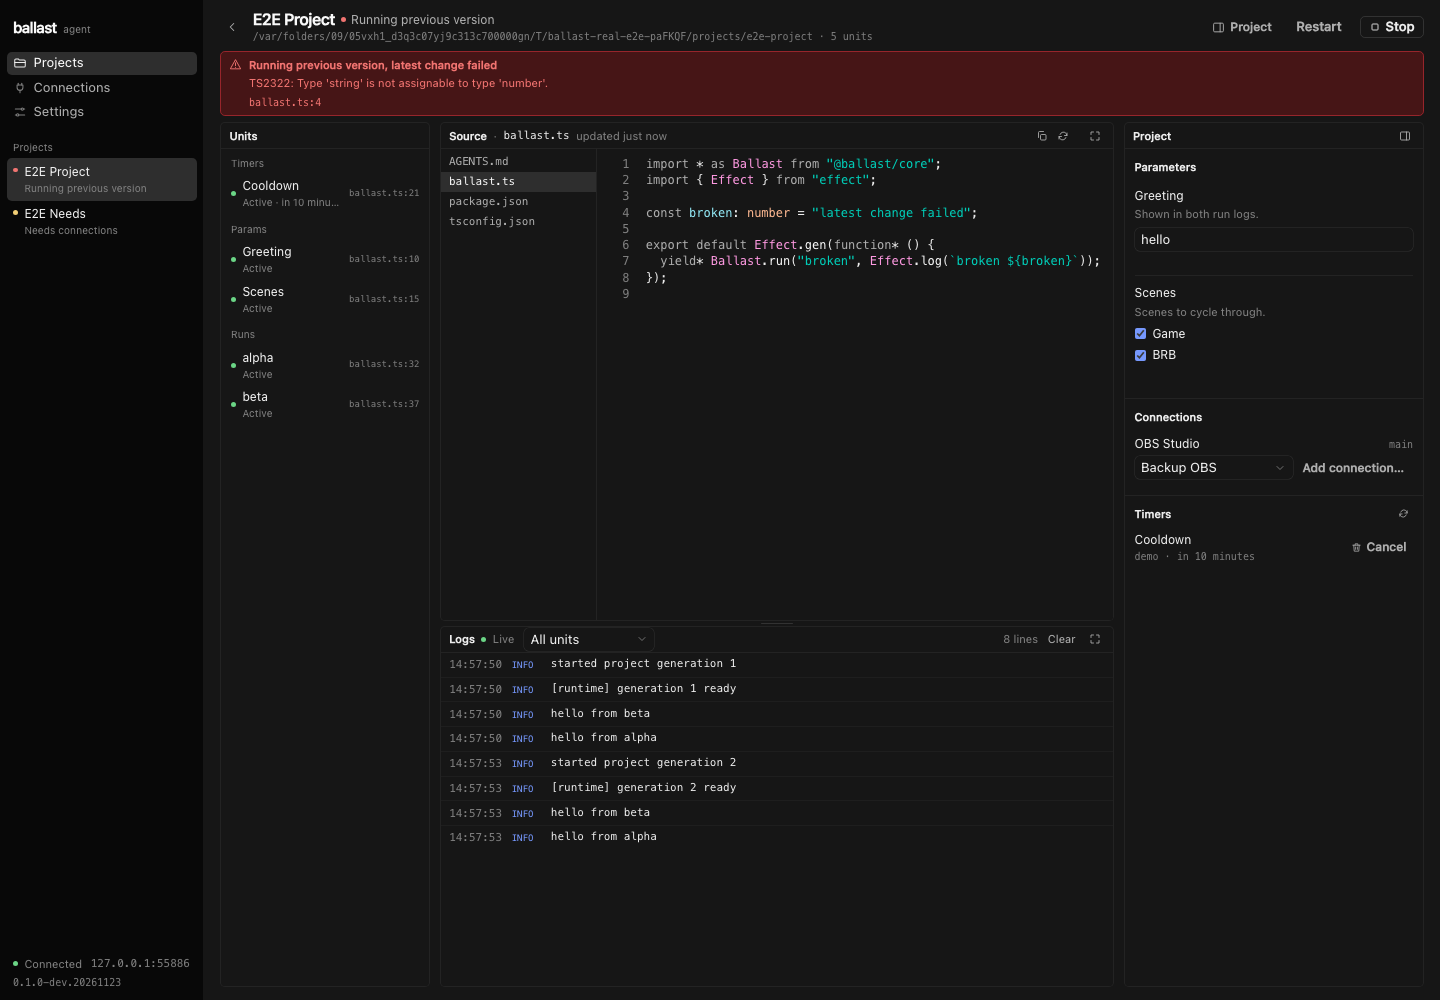 ballast agent
Projects
Connections
Settings
Projects
E2E Project
Running previous version
E2E Needs
Needs connections
Connected 127.0.0.1:55886
0.1.0-dev.20261123
E2E Project Running previous version
/var/folders/09/05vxh1_d3q3c07yj9c313c700000gn/T/ballast-real-e2e-paFKQF/projects/e2e-project · 5 units
Project Restart Stop
Running previous version, latest change failed
TS2322: Type 'string' is not assignable to type 'number'.
ballast.ts:4
Units
Timers
Cooldown
Active · in 10 minu...
ballast.ts:21
Params
Greeting
Active
ballast.ts:10
Scenes
Active
ballast.ts:15
Runs
alpha
Active
ballast.ts:32
beta
Active
ballast.ts:37
Source · ballast.ts updated just now
AGENTS.md
ballast.ts
package.json
tsconfig.json
1 import * as Ballast from "@ballast/core";
2 import { Effect } from "effect";
3
4 const broken: number = "latest change failed";
5
6 export default Effect.gen(function* () {
7   yield* Ballast.run("broken", Effect.log(`broken ${broken}`));
8 });
9
Logs Live All units 8 lines Clear
14:57:50 INFO started project generation 1
14:57:50 INFO [runtime] generation 1 ready
14:57:50 INFO hello from beta
14:57:50 INFO hello from alpha
14:57:53 INFO started project generation 2
14:57:53 INFO [runtime] generation 2 ready
14:57:53 INFO hello from beta
14:57:53 INFO hello from alpha
Project
Parameters
Greeting
Shown in both run logs.
hello
Scenes
Scenes to cycle through.
Game
BRB
Connections
OBS Studio main
Backup OBS Add connection...
Timers
Cooldown
demo · in 10 minutes
Cancel